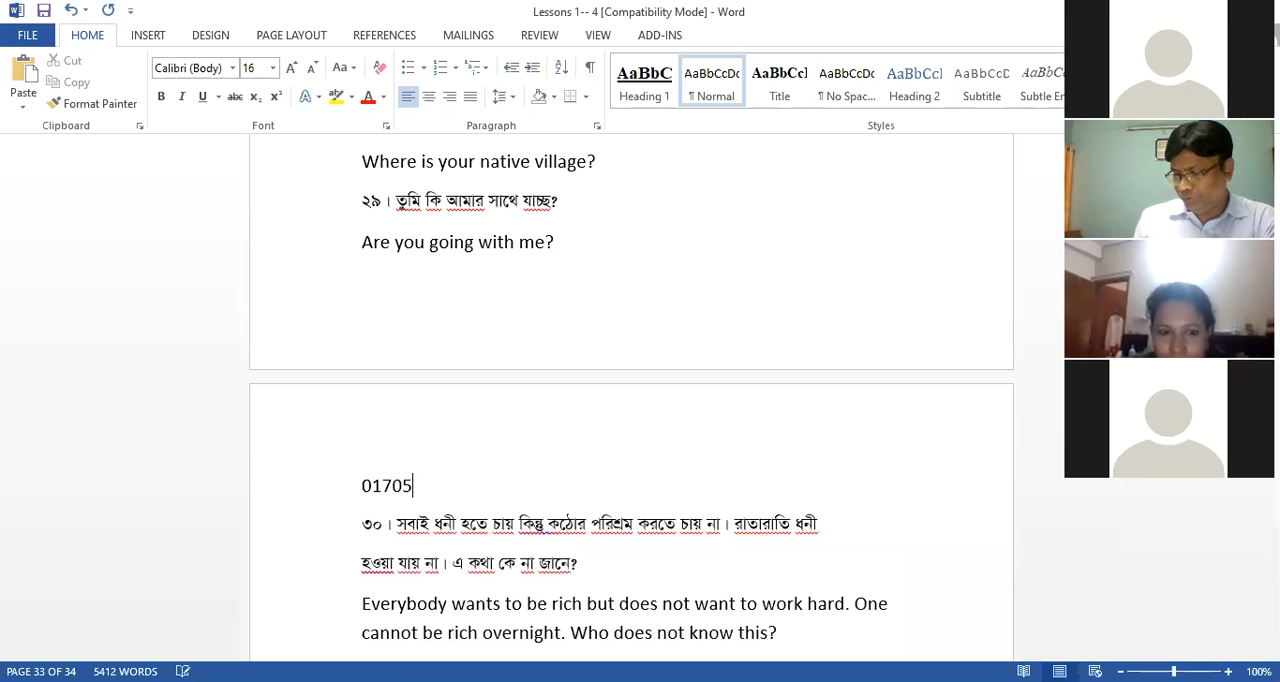 Lessons 1-- 4 [Compatibility Mode] - Word
FILE HOME INSERT DESIGN PAGE LAYOUT REFERENCES MAILINGS REVIEW VIEW ADD-INS
Cut
Copy
Paste
Format Painter
Calibri (Body) 16
AaBbC AaBbCcDc AaBbCc] AaBbCcDc AaBbCc] AaBbCcD AaBbCc
Heading 1 ¶ Normal Title ¶ No Spac... Heading 2 Subtitle Subtle En
Clipboard Font Paragraph Styles
Where is your native village?
২৯। তুমি কি আমার সাথে যাচ্ছ?
Are you going with me?
01705
৩০। সবাই ধনী হতে চায় কিন্তু কঠোর পরিশ্রম করতে চায় না। রাতারাতি ধনী
হওয়া যায় না। এ কথা কে না জানে?
Everybody wants to be rich but does not want to work hard. One
cannot be rich overnight. Who does not know this?
PAGE 33 OF 34 5412 WORDS 100%